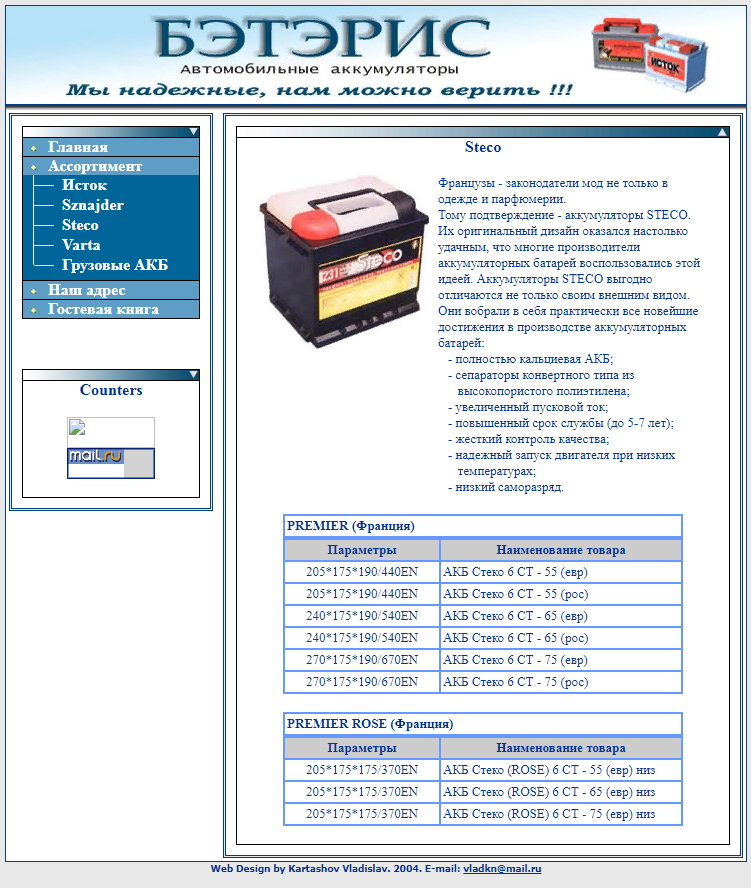 БЭТЭРИС
Автомобильные аккумуляторы
Мы надежные, нам можно верить !!!
ИСТОК
Главная
Ассортимент
Исток
Sznajder
Steco
Varta
Грузовые АКБ
Наш адрес
Гостевая книга
Counters
mail.ru
Steco
1231 Steco
Французы - законодатели мод не только в
одежде и парфюмерии.
Тому подтверждение - аккумуляторы STECO.
Их оригинальный дизайн оказался настолько
удачным, что многие производители
аккумуляторных батарей воспользовались этой
идеей. Аккумуляторы STECO выгодно
отличаются не только своим внешним видом.
Они вобрали в себя практически все новейшие
достижения в производстве аккумуляторных
батарей:
- полностью кальциевая АКБ;
- сепараторы конвертного типа из
высокопористого полиэтилена;
- увеличенный пусковой ток;
- повышенный срок службы (до 5-7 лет);
- жесткий контроль качества;
- надежный запуск двигателя при низких
температурах;
- низкий саморазряд.
PREMIER (Франция)
Параметры Наименование товара
205*175*190/440EN АКБ Стеко 6 СТ - 55 (евр)
205*175*190/440EN АКБ Стеко 6 СТ - 55 (рос)
240*175*190/540EN АКБ Стеко 6 СТ - 65 (евр)
240*175*190/540EN АКБ Стеко 6 СТ - 65 (рос)
270*175*190/670EN АКБ Стеко 6 СТ - 75 (евр)
270*175*190/670EN АКБ Стеко 6 СТ - 75 (рос)
PREMIER ROSE (Франция)
Параметры Наименование товара
205*175*175/370EN АКБ Стеко (ROSE) 6 СТ - 55 (евр) низ
205*175*175/370EN АКБ Стеко (ROSE) 6 СТ - 65 (евр) низ
205*175*175/370EN АКБ Стеко (ROSE) 6 СТ - 75 (евр) низ
Web Design by Kartashov Vladislav. 2004. E-mail: vladkn@mail.ru